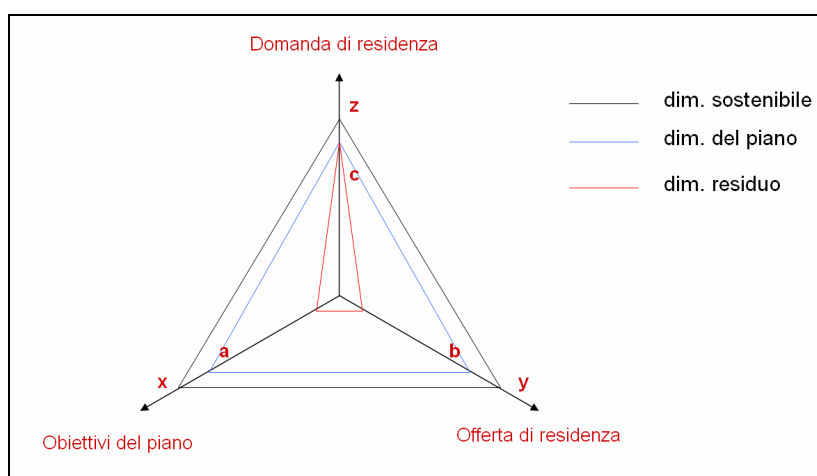 Domanda di residenza
z
dim. sostenibile
dim. del piano
c
dim. residuo
a
b
x
y
Obiettivi del piano
Offerta di residenza